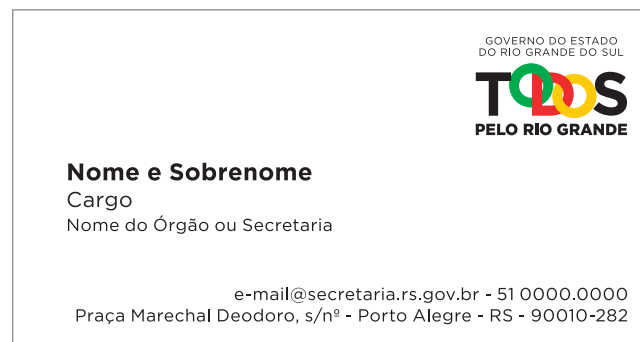 GOVERNO DO ESTADO
DO RIO GRANDE DO SUL
TODOS
PELO RIO GRANDE
Nome e Sobrenome
Cargo
Nome do Órgão ou Secretaria
e-mail@secretaria.rs.gov.br - 51 0000.0000
Praça Marechal Deodoro, s/nº - Porto Alegre - RS - 90010-282